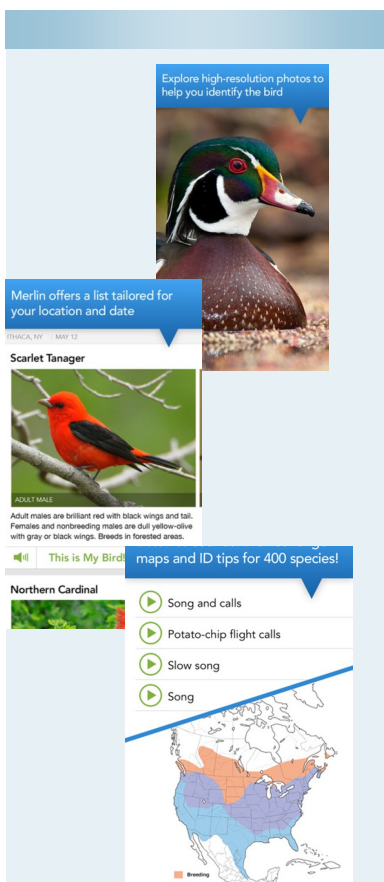 Explore high-resolution photos to
help you identify the bird
Merlin offers a list tailored for
your location and date
ITHACA, NY MAY 12
Scarlet Tanager
ADULT MALE
Adult males are brilliant red with black wings and tail.
Females and nonbreeding males are dull yellow-olive
with gray or black wings. Breeds in forested areas.
This is My Bird!
Northern Cardinal
maps and ID tips for 400 species!
Song and calls
Potato-chip flight calls
Slow song
Song
Breeding